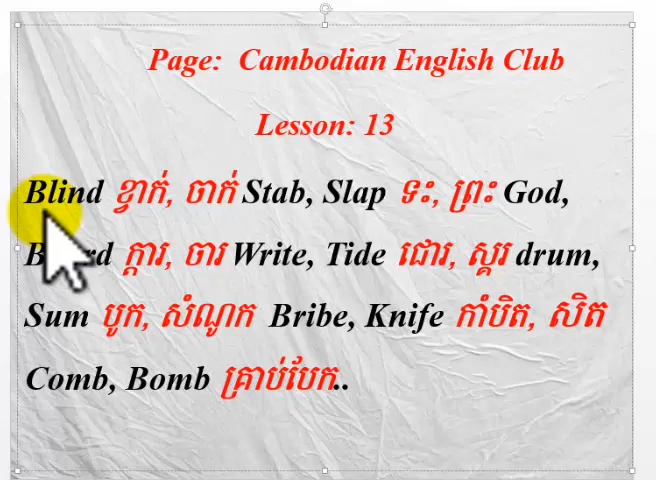 Page: Cambodian English Club
Lesson: 13
Blind ខ្វាក់, ចាក់ Stab, Slap ទះ, ព្រះ God,
ក្តារ, ចារ Write, Tide ជោរ, ស្គរ drum,
Sum បូក, សំណូក Bribe, Knife កាំបិត, សិត
Comb, Bomb គ្រាប់បែក..